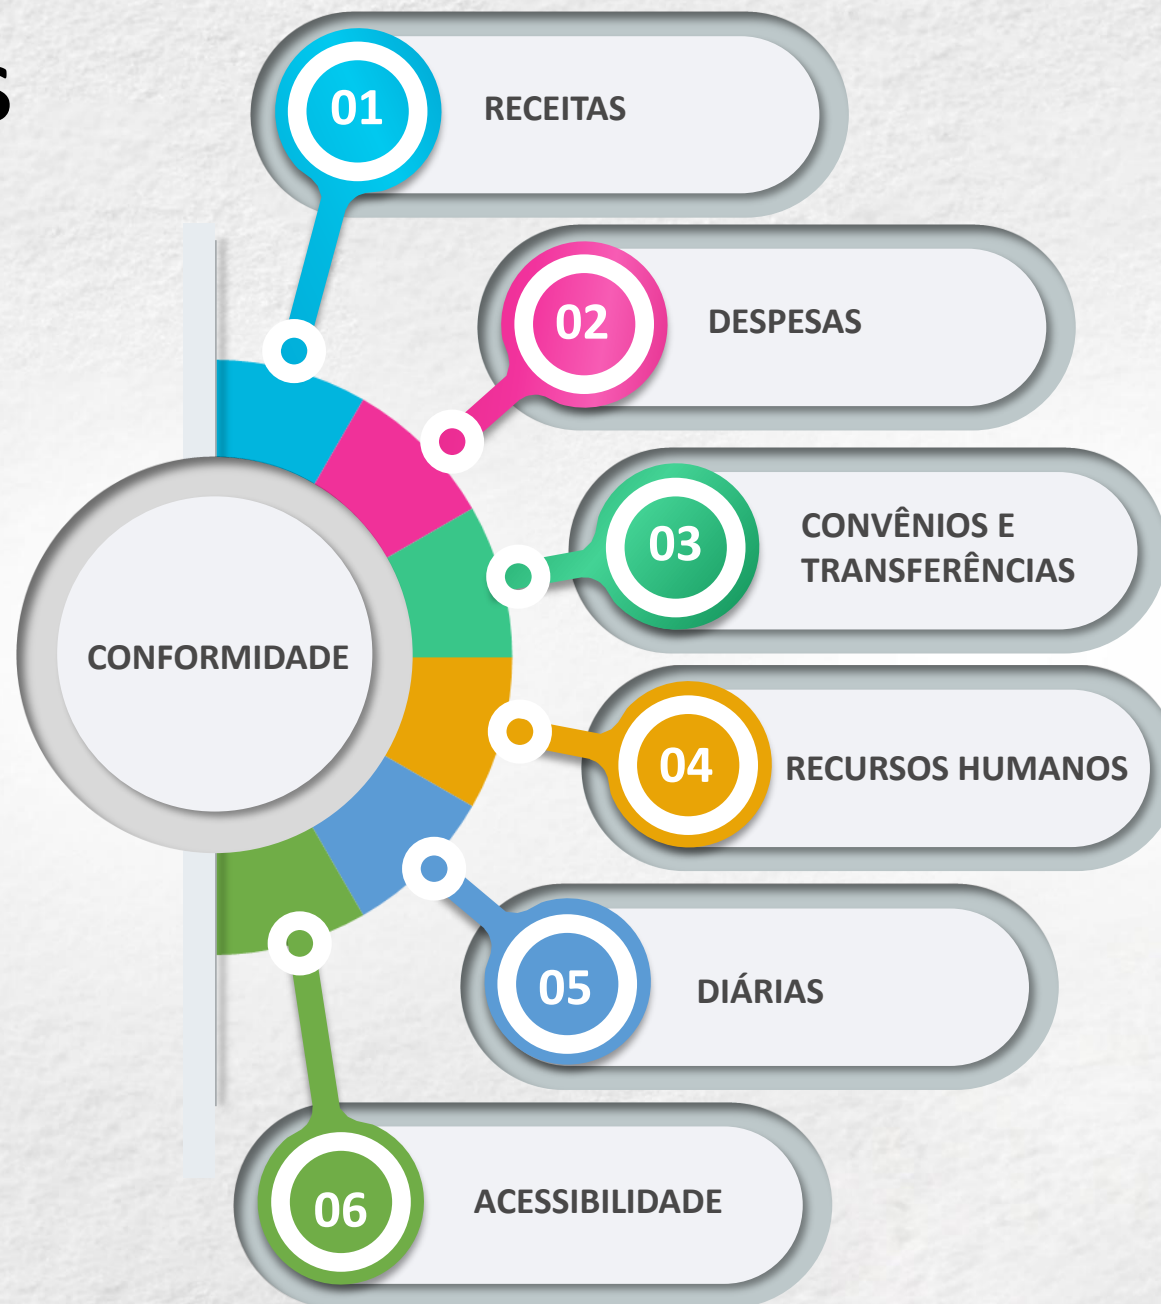 01
RECEITAS
02
DESPESAS
03
CONVÊNIOS E
TRANSFERÊNCIAS
CONFORMIDADE
04
RECURSOS HUMANOS
05
DIÁRIAS
06
ACESSIBILIDADE